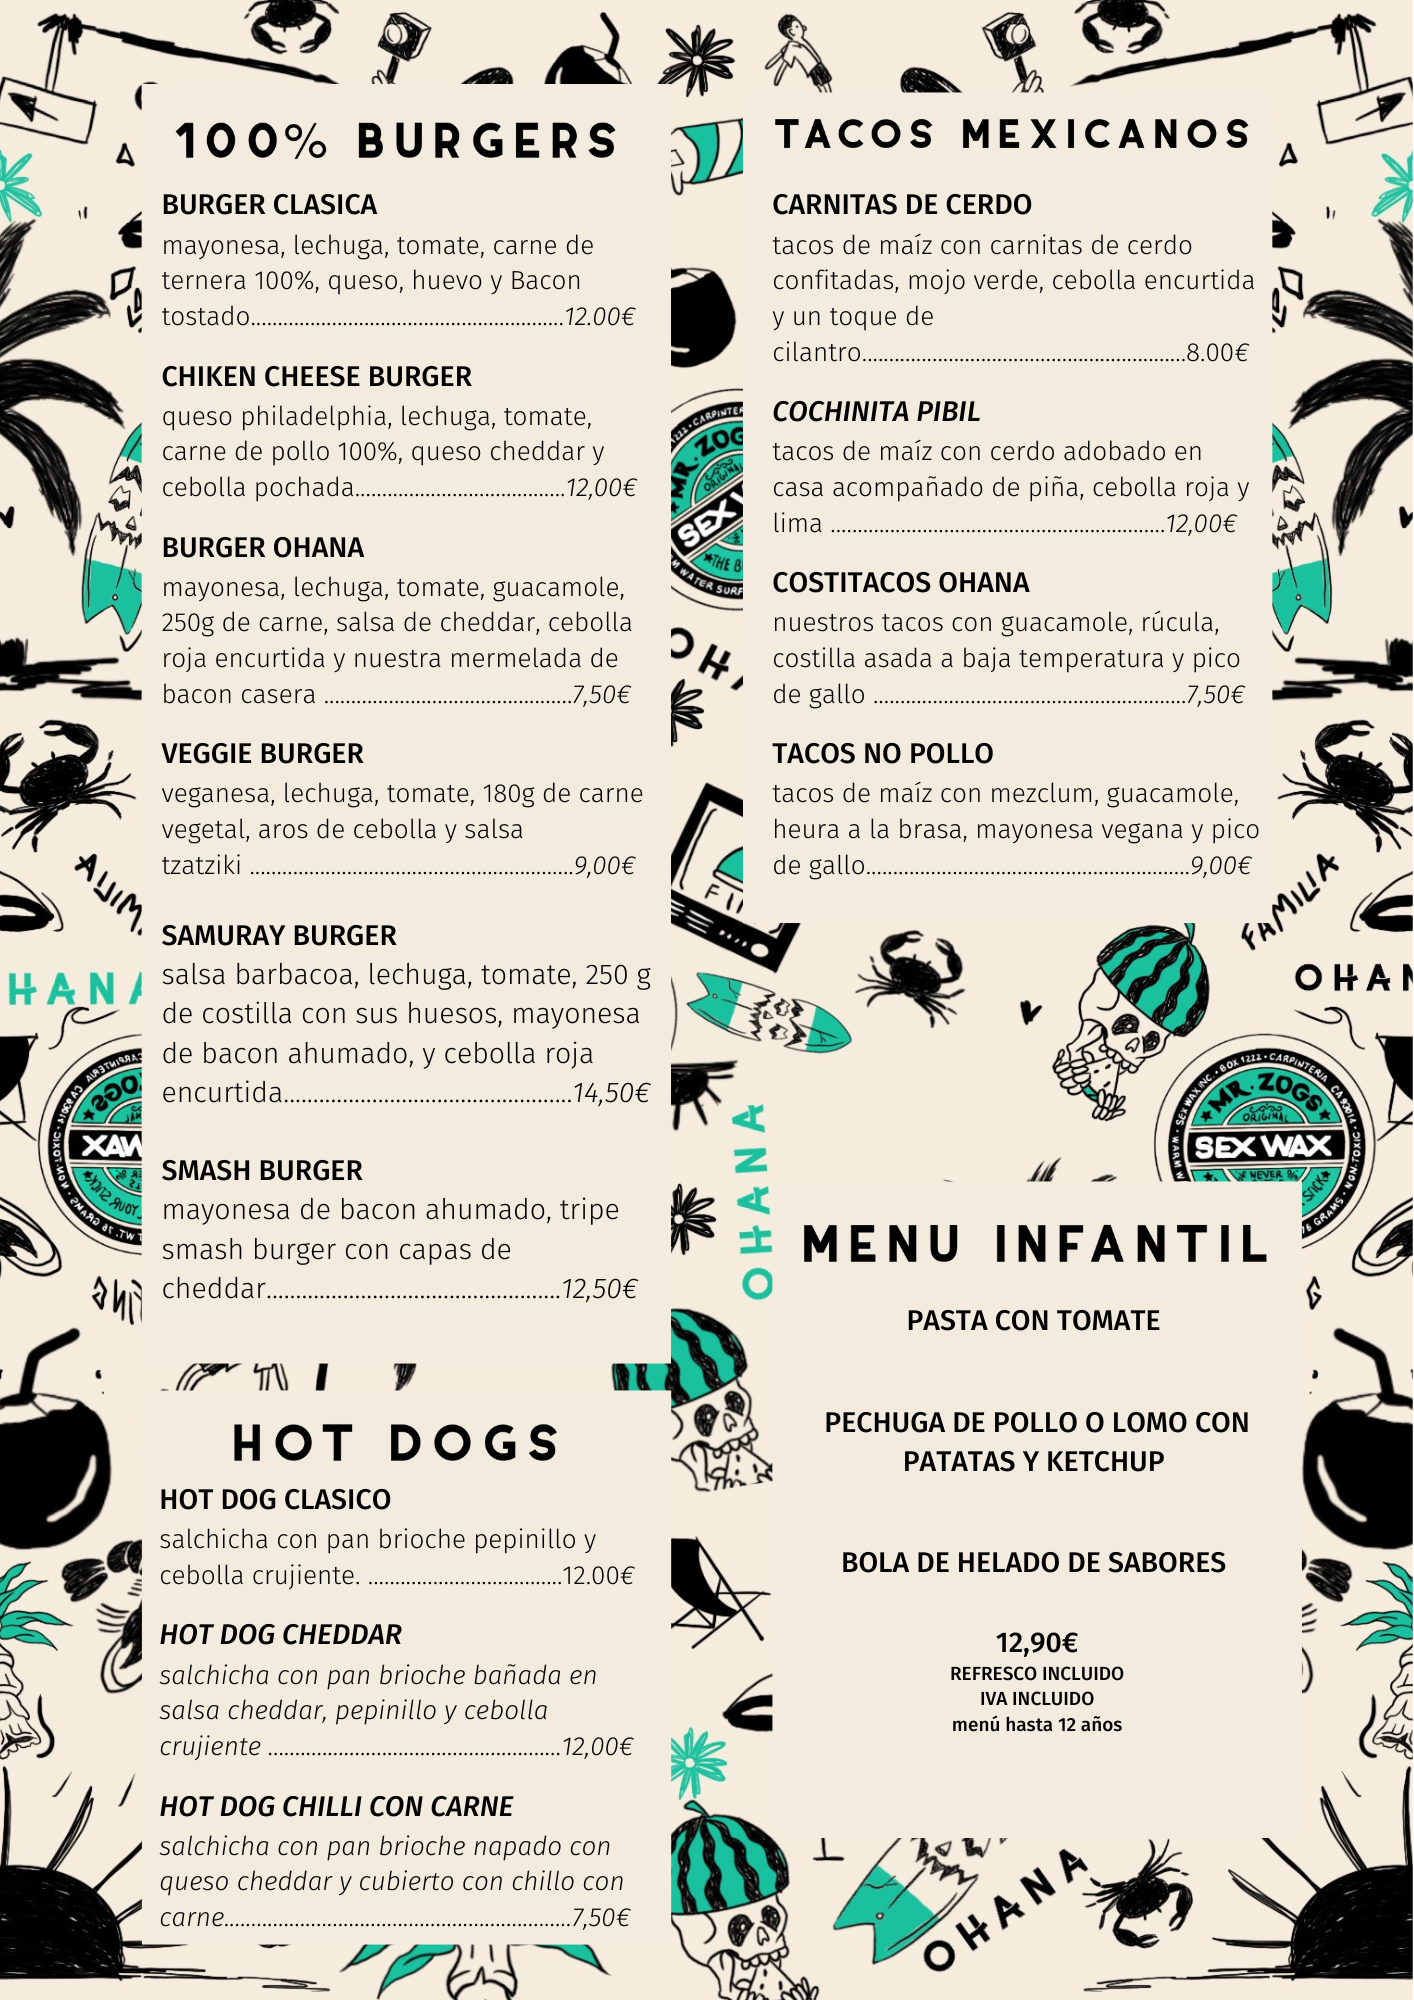 100% BURGERS
BURGER CLASICA
mayonesa, lechuga, tomate, carne de
ternera 100%, queso, huevo y Bacon
tostado..........................................................12.00€
CHIKEN CHEESE BURGER
queso philadelphia, lechuga, tomate,
carne de pollo 100%, queso cheddar y
cebolla pochada.......................................12,00€
BURGER OHANA
mayonesa, lechuga, tomate, guacamole,
250g de carne, salsa de cheddar, cebolla
roja encurtida y nuestra mermelada de
bacon casera ..............................................7,50€
VEGGIE BURGER
veganesa, lechuga, tomate, 180g de carne
vegetal, aros de cebolla y salsa
tzatziki ............................................................9,00€
SAMURAY BURGER
salsa barbacoa, lechuga, tomate, 250 g
de costilla con sus huesos, mayonesa
de bacon ahumado, y cebolla roja
encurtida................................................14,50€
SMASH BURGER
mayonesa de bacon ahumado, tripe
smash burger con capas de
cheddar.................................................12,50€
HOT DOGS
HOT DOG CLASICO
salchicha con pan brioche pepinillo y
cebolla crujiente. ....................................12.00€
HOT DOG CHEDDAR
salchicha con pan brioche bañada en
salsa cheddar, pepinillo y cebolla
crujiente ......................................................12,00€
HOT DOG CHILLI CON CARNE
salchicha con pan brioche napado con
queso cheddar y cubierto con chillo con
carne................................................................7,50€
TACOS MEXICANOS
CARNITAS DE CERDO
tacos de maíz con carnitas de cerdo
confitadas, mojo verde, cebolla encurtida
y un toque de
cilantro............................................................8.00€
COCHINITA PIBIL
tacos de maíz con cerdo adobado en
casa acompañado de piña, cebolla roja y
lima ..............................................................12,00€
COSTITACOS OHANA
nuestros tacos con guacamole, rúcula,
costilla asada a baja temperatura y pico
de gallo ..........................................................7,50€
TACOS NO POLLO
tacos de maíz con mezclum, guacamole,
heura a la brasa, mayonesa vegana y pico
de gallo............................................................9,00€
FAMILIA
OHAN
MR. ZOGS
ORIGINAL
SEX WAX
NEVER
OHANA
MENU INFANTIL
PASTA CON TOMATE
PECHUGA DE POLLO O LOMO CON
PATATAS Y KETCHUP
BOLA DE HELADO DE SABORES
12,90€
REFRESCO INCLUIDO
IVA INCLUIDO
menú hasta 12 años
OHANA